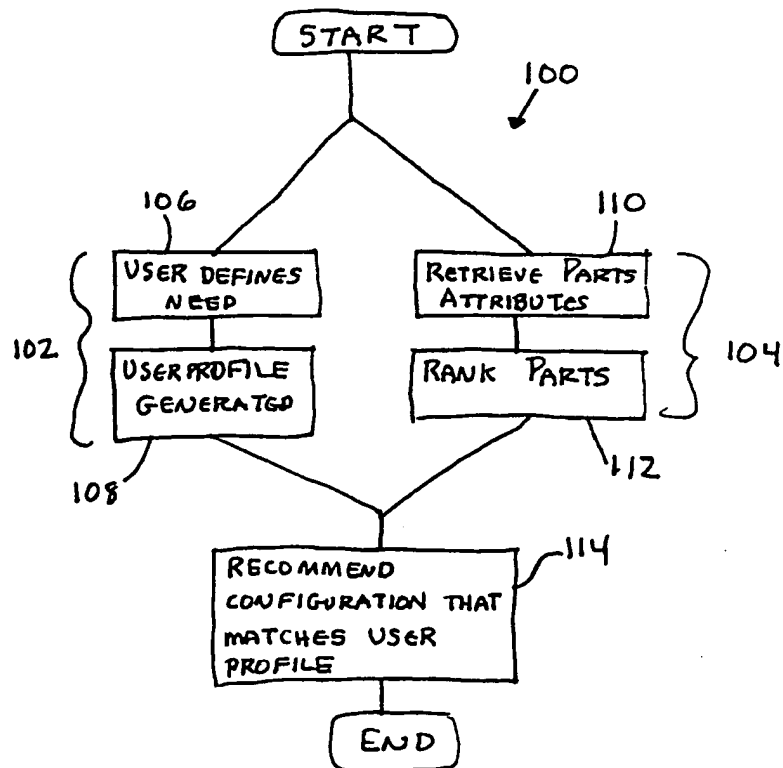 START
100
106
110
USER DEFINES
NEED
RETRIEVE PARTS
ATTRIBUTES
102
104
USER PROFILE
GENERATED
RANK PARTS
108
112
114
RECOMMEND
CONFIGURATION THAT
MATCHES USER
PROFILE
END